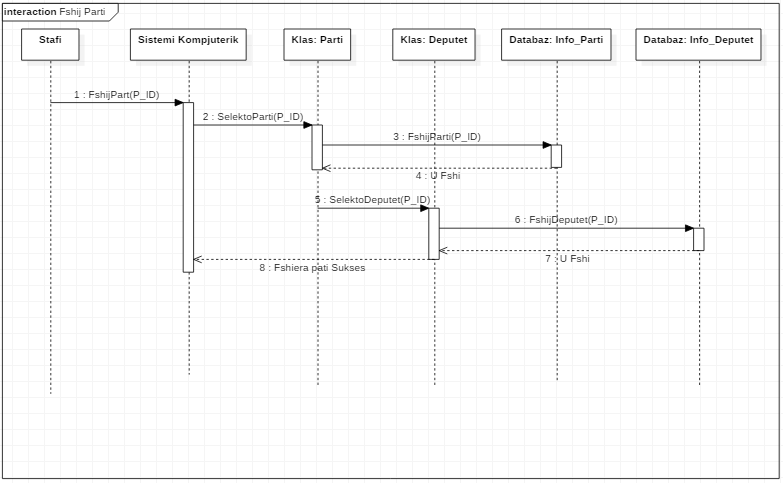 interaction Fshij Parti
Stafi
Sistemi Kompjuterik
Klas: Parti
Klas: Deputet
Databaz: Info_Parti
Databaz: Info_Deputet
1 : FshijPart(P_ID)
2 : SelektoParti(P_ID)
3 : FshijParti(P_ID)
4 : U Fshi
5 : SelektoDeputet(P_ID)
6 : FshijDeputet(P_ID)
7 : U Fshi
8 : Fshiera pati Sukses